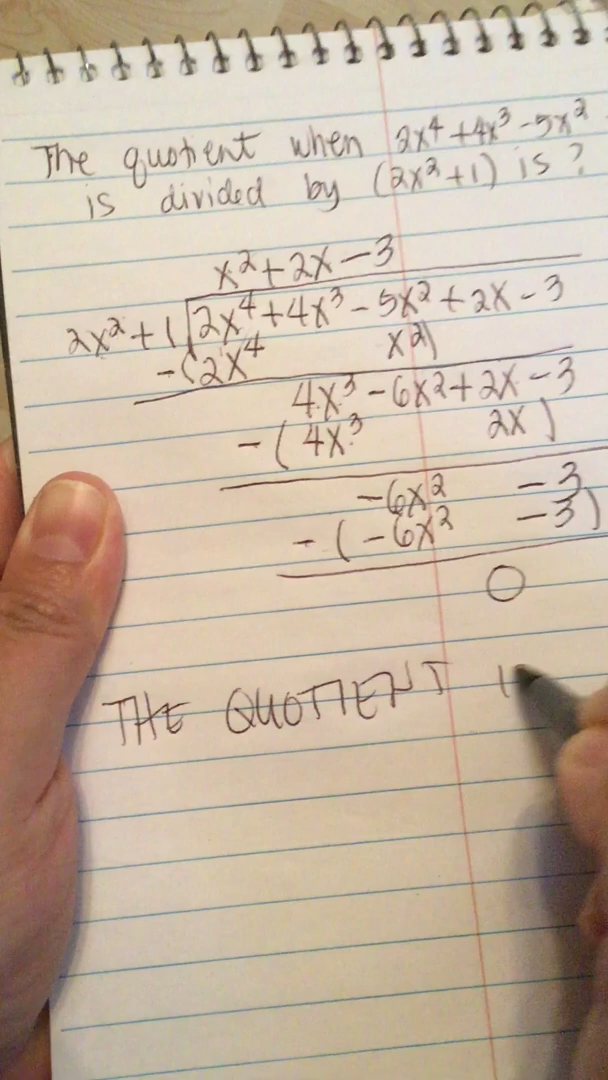 The quotient when 2x⁴ + 4x³ - 5x²
is divided by (2x² + 1) is?
x² + 2x - 3
2x² + 1 2x⁴ + 4x³ - 5x² + 2x - 3
-(2x⁴ x²)
4x³ - 6x² + 2x - 3
-(4x³ 2x)
-6x² - 3
-(-6x² - 3)
0
THE QUOTIENT